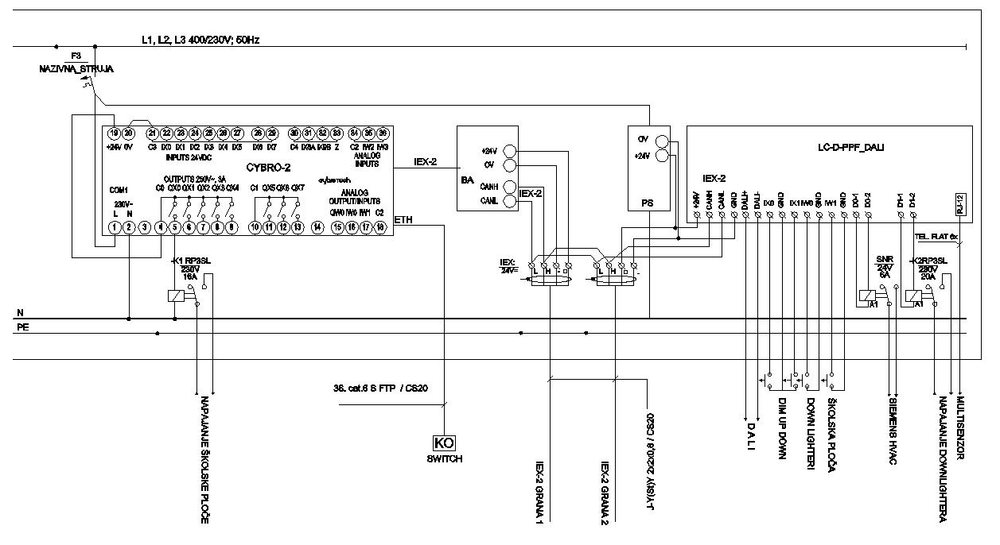 L1, L2, L3 400/230V; 50Hz
F3
NAZIVNA_STRUJA
19 20 21 22 23 24 25 26 27 28 29 30 31 32 33 34 35 36
+24V 0V C3 IX0 IX1 IX2 IX3 IX4 IX5 IX6 IX7 C4 IX8A IX9B Z C2 IW2 IW3
INPUTS 24VDC
ANALOG
INPUTS
CYBRO-2
OUTPUTS 250V~, 3A
cybrotech
C0 QX0 QX1 QX2 QX3 QX4 C1 QX5 QX6 QX7
COM1
ANALOG
OUTPUT/INPUTS
230V~
L N
QW0 IW0 IW1 C2
1 2 3 4 5 6 7 8 9 10 11 12 13 14 15 16 17 18
IEX-2
ETH
+24V
0V
BA
CANH
CANL
IEX-2
0V
+24V
PS
LC-D-PPF_DALI
IEX-2
+24V
CANH
CANL
GND
DALI+
DALI-
IX0
GND
IX1
IW0
GND
IW1
GND
D0-1
D0-2
D1-1
D1-2
RJ-12
TEL. FLAT 6x
K1 RP3SL
230V
16A
IEX:
24V=
L H - □
L H □ -
SNR
24V
6A
A1
K2RP3SL
230V
20A
A1
N
PE
36. cat.6 S FTP / CS20
KO
SWITCH
NAPAJANJE ŠKOLSKE PLOČE
IEX-2 GRANA 1
IEX-2 GRANA 2
J-Y(St)Y 2x2x0,8 / CS20
DALI
DIM UP DOWN
DOWN LIGHTERI
ŠKOLSKA PLOČA
SIEMENS HVAC
NAPAJANJE DOWNLIGHTERA
MULTISENZOR